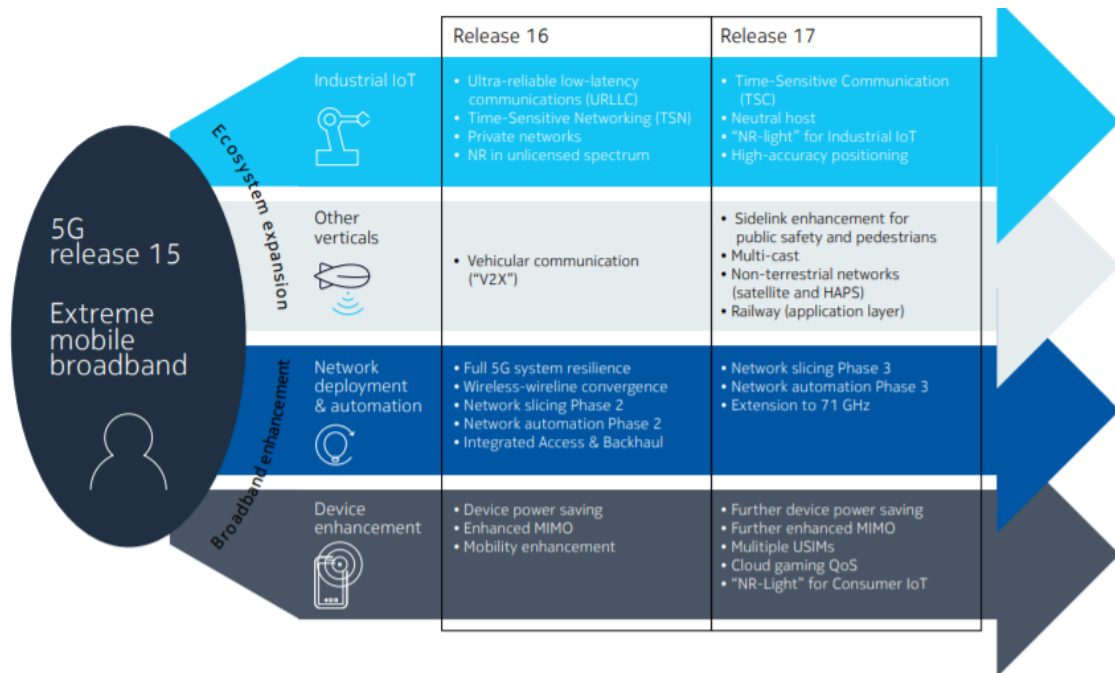 5G
release 15
Extreme
mobile
broadband
Ecosystem expansion
Broadband enhancement
Release 16
Release 17
Industrial IoT
• Ultra-reliable low-latency
communications (URLLC)
• Time-Sensitive Networking (TSN)
• Private networks
• NR in unlicensed spectrum
• Time-Sensitive Communication
(TSC)
• Neutral host
• “NR-light” for Industrial IoT
• High-accuracy positioning
Other
verticals
• Vehicular communication
(“V2X”)
• Sidelink enhancement for
public safety and pedestrians
• Multi-cast
• Non-terrestrial networks
(satellite and HAPS)
• Railway (application layer)
Network
deployment
& automation
• Full 5G system resilience
• Wireless-wireline convergence
• Network slicing Phase 2
• Network automation Phase 2
• Integrated Access & Backhaul
• Network slicing Phase 3
• Network automation Phase 3
• Extension to 71 GHz
Device
enhancement
• Device power saving
• Enhanced MIMO
• Mobility enhancement
• Further device power saving
• Further enhanced MIMO
• Mulitiple USIMs
• Cloud gaming QoS
• “NR-Light” for Consumer IoT